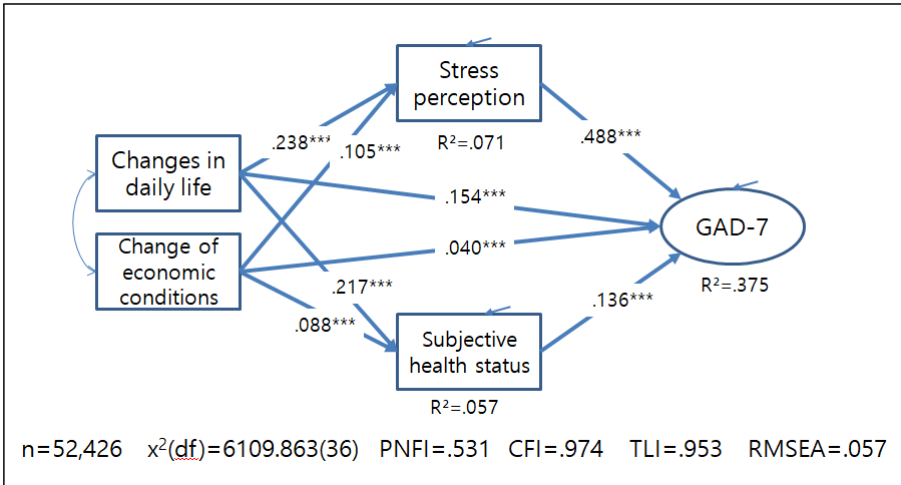 Stress
perception
R²=.071
.238***
.105***
.488***
Changes in
daily life
.154***
GAD-7
R²=.375
Change of
economic
conditions
.040***
.217***
.088***
.136***
Subjective
health status
R²=.057
n=52,426 x²(df)=6109.863(36) PNFI=.531 CFI=.974 TLI=.953 RMSEA=.057